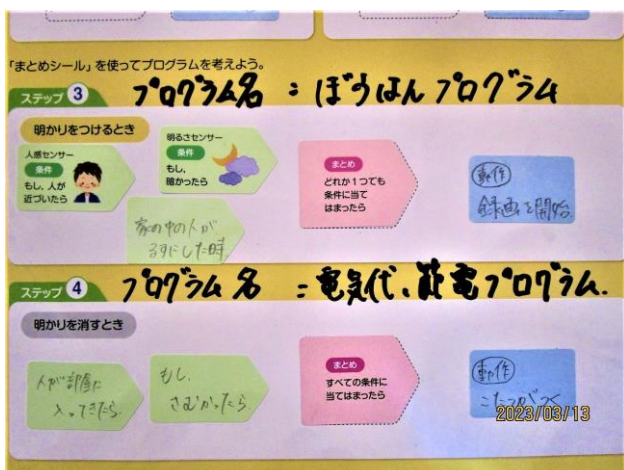 「まとめシール」を使ってプログラムを考えよう。
ステップ 3 プログラム名 : ぼうはんプログラム
明かりをつけるとき
人感センサー
条件
もし、人が
近づいたら
明るさセンサー
条件
もし、
暗かったら
家の中の人が
るすにした時
まとめ
どれか1つでも
条件に当て
はまったら
動作
録画を開始
ステップ 4 プログラム名 : 電気代、節電プログラム.
明かりを消すとき
人が部屋に
入ってきたら
もし、
さむかったら
まとめ
すべての条件に
当てはまったら
動作
こたつがつく
2023/03/13